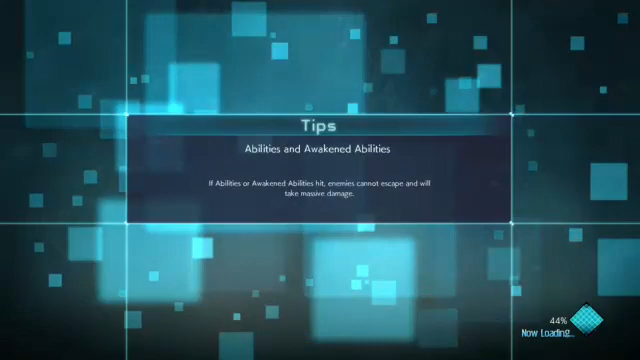 Tips
Abilities and Awakened Abilities
If Abilities or Awakened Abilities hit, enemies cannot escape and will
take massive damage.
44%
Now Loading...